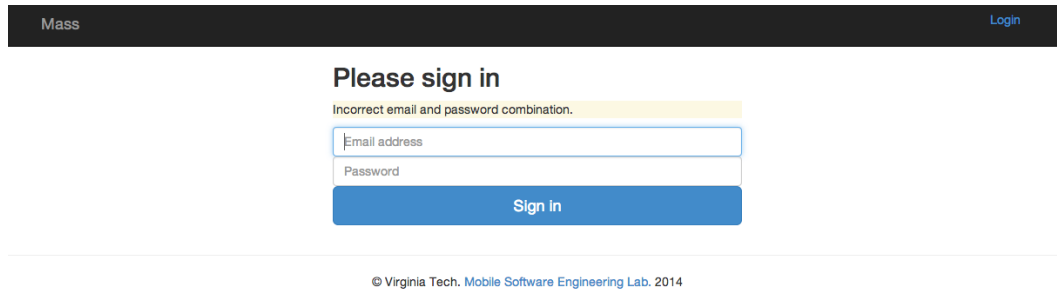 Mass
Login
Please sign in
Incorrect email and password combination.
Email address
Password
Sign in
© Virginia Tech. Mobile Software Engineering Lab. 2014